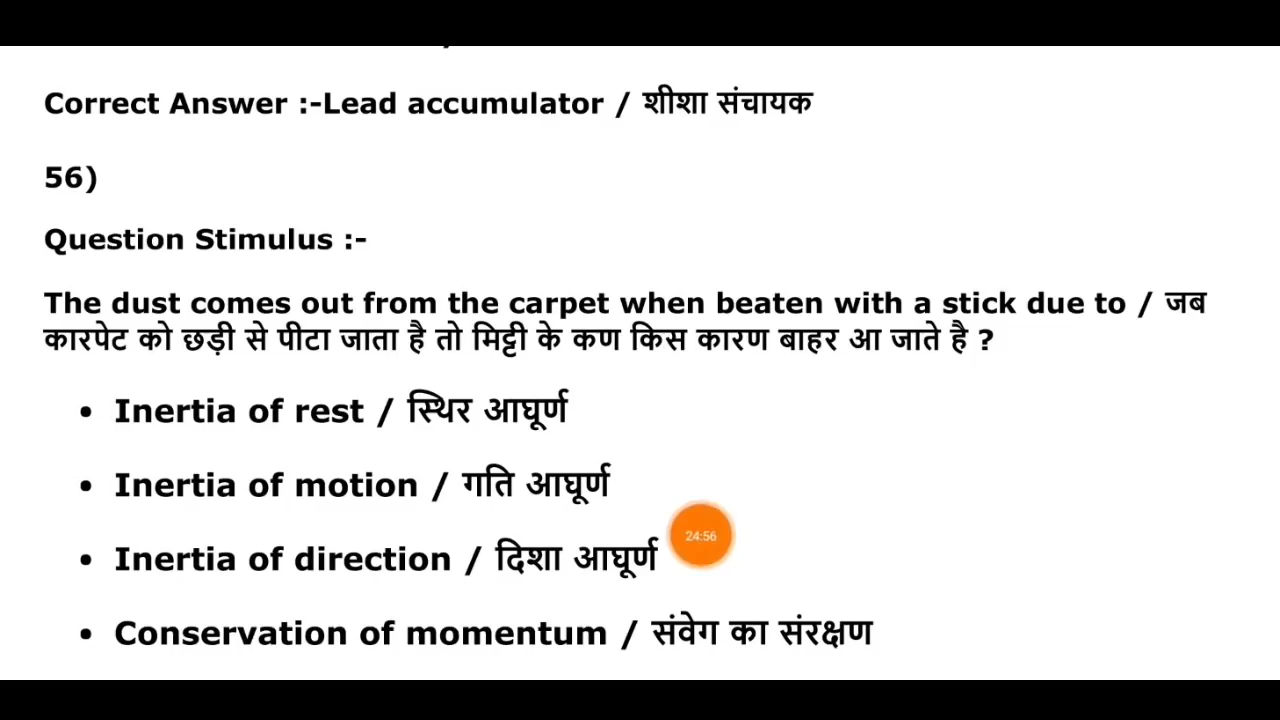 Correct Answer :-Lead accumulator / शीशा संचायक
56)
Question Stimulus :-
The dust comes out from the carpet when beaten with a stick due to / जब
कारपेट को छड़ी से पीटा जाता है तो मिट्टी के कण किस कारण बाहर आ जाते है ?
• Inertia of rest / स्थिर आघूर्ण
• Inertia of motion / गति आघूर्ण
24:56
• Inertia of direction / दिशा आघूर्ण
• Conservation of momentum / संवेग का संरक्षण